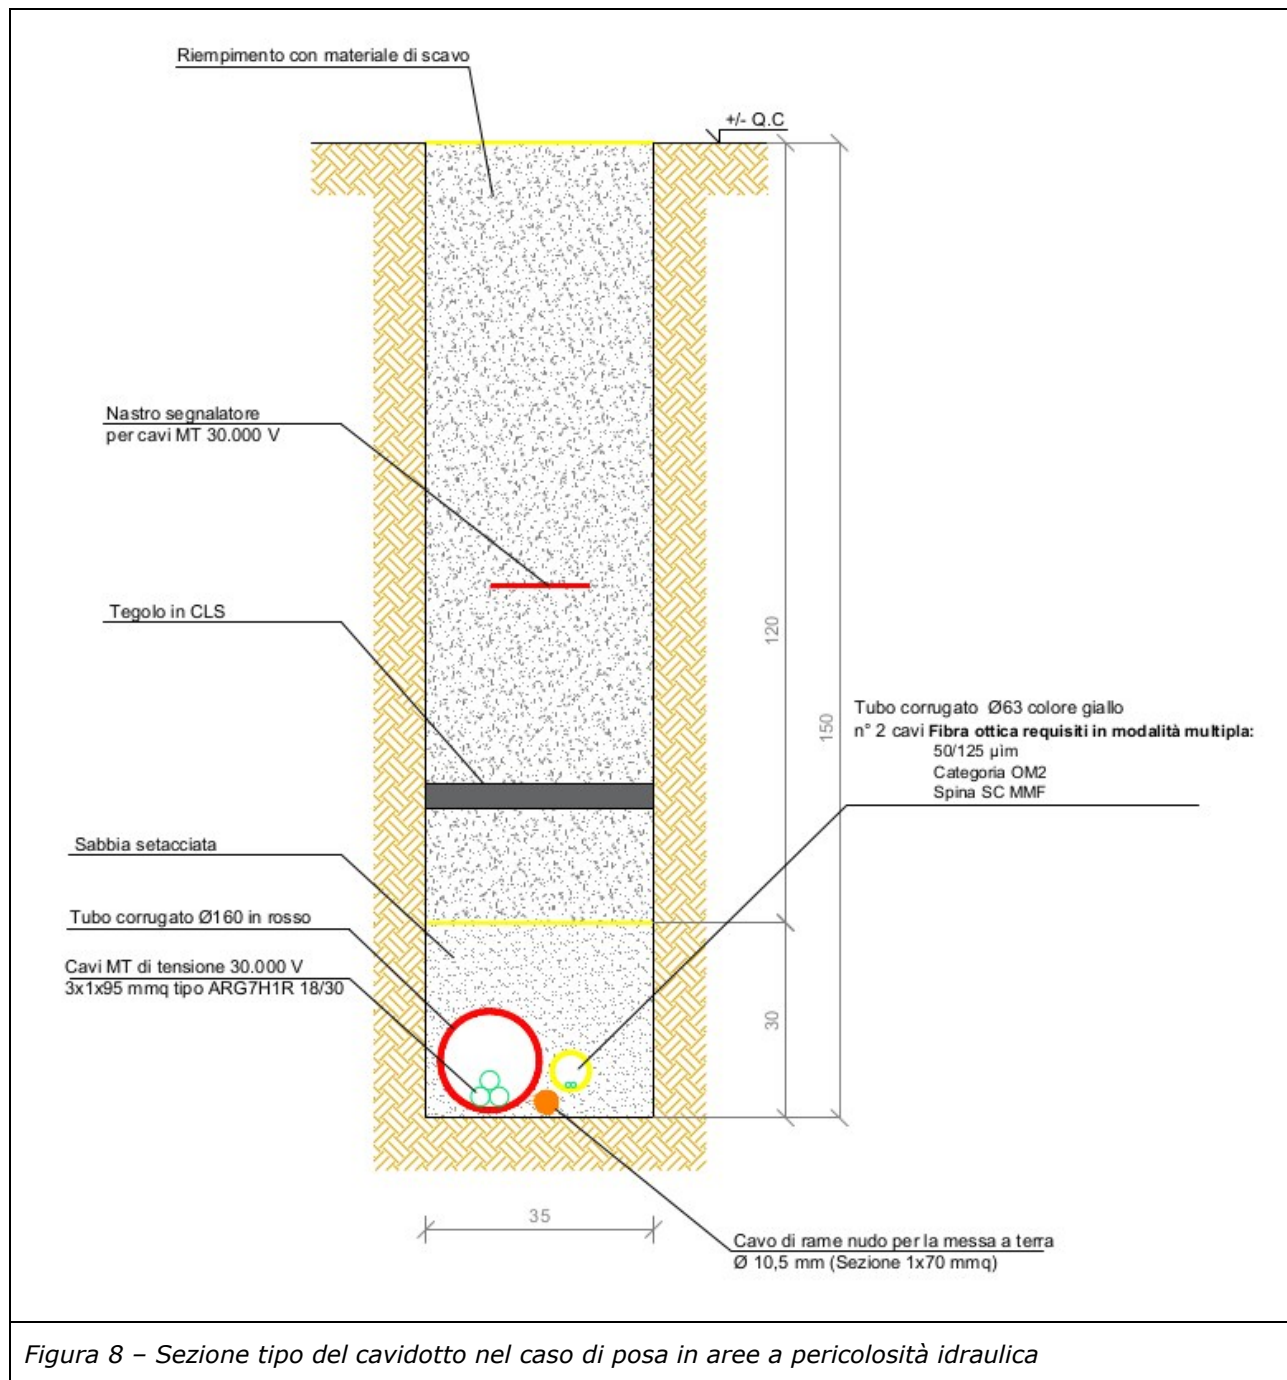 Riempimento con materiale di scavo
+/- Q.C
Nastro segnalatore
per cavi MT 30.000 V
Tegolo in CLS
120
150
Tubo corrugato Ø63 colore giallo
n° 2 cavi Fibra ottica requisiti in modalità multipla:
50/125 µìm
Categoria OM2
Spina SC MMF
Sabbia setacciata
Tubo corrugato Ø160 in rosso
Cavi MT di tensione 30.000 V
3x1x95 mmq tipo ARG7H1R 18/30
30
35
Cavo di rame nudo per la messa a terra
Ø 10,5 mm (Sezione 1x70 mmq)
Figura 8 – Sezione tipo del cavidotto nel caso di posa in aree a pericolosità idraulica